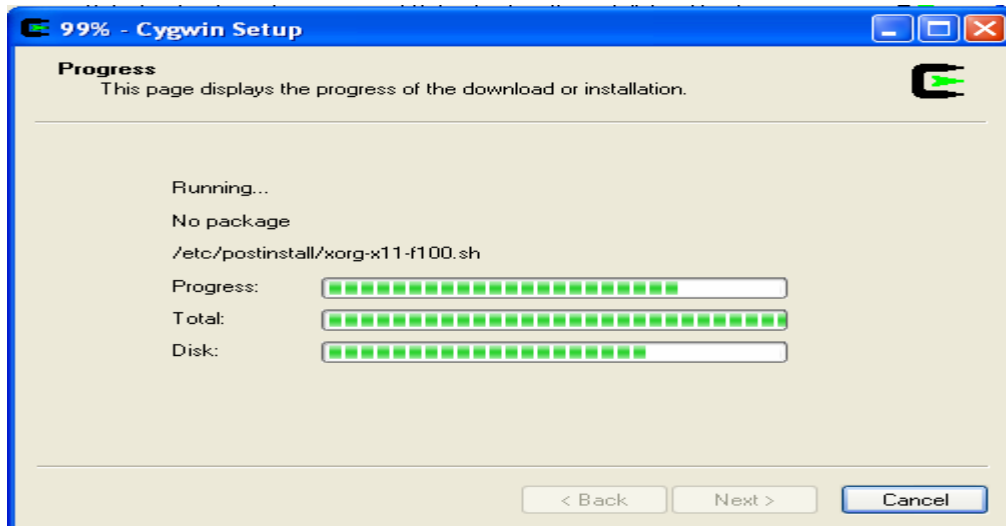 99% - Cygwin Setup
Progress
This page displays the progress of the download or installation.
Running...
No package
/etc/postinstall/xorg-x11-f100.sh
Progress:
Total:
Disk:
< Back
Next >
Cancel